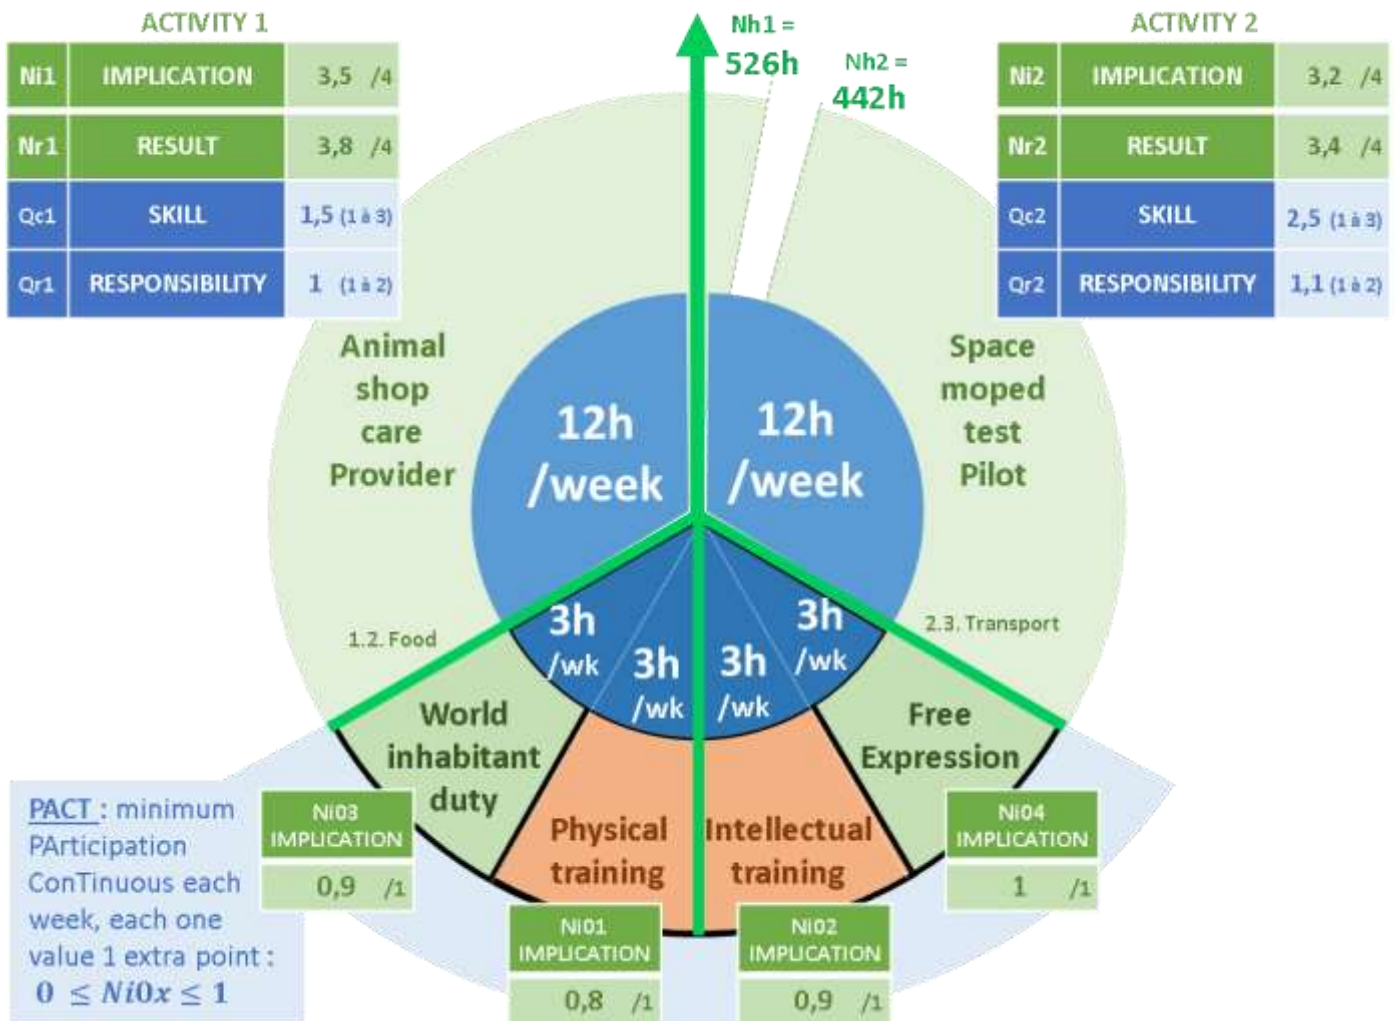 ACTIVITY 1
Ni1 IMPLICATION 3,5 /4
Nr1 RESULT 3,8 /4
Qc1 SKILL 1,5 (1 à 3)
Qr1 RESPONSIBILITY 1 (1 à 2)
Nh1 =
526h
Nh2 =
442h
ACTIVITY 2
Ni2 IMPLICATION 3,2 /4
Nr2 RESULT 3,4 /4
Qc2 SKILL 2,5 (1 à 3)
Qr2 RESPONSIBILITY 1,1 (1 à 2)
Animal
shop
care
Provider
12h
/week
12h
/week
Space
moped
test
Pilot
1.2. Food
3h
/wk
3h
/wk
3h
/wk
3h
/wk
2.3. Transport
World
inhabitant
duty
Physical
training
Intellectual
training
Free
Expression
PACT : minimum
PArticipation
ConTinuous each
week, each one
value 1 extra point :
0 ≤ Ni0x ≤ 1
Ni03
IMPLICATION
0,9 /1
Ni01
IMPLICATION
0,8 /1
Ni02
IMPLICATION
0,9 /1
Ni04
IMPLICATION
1 /1